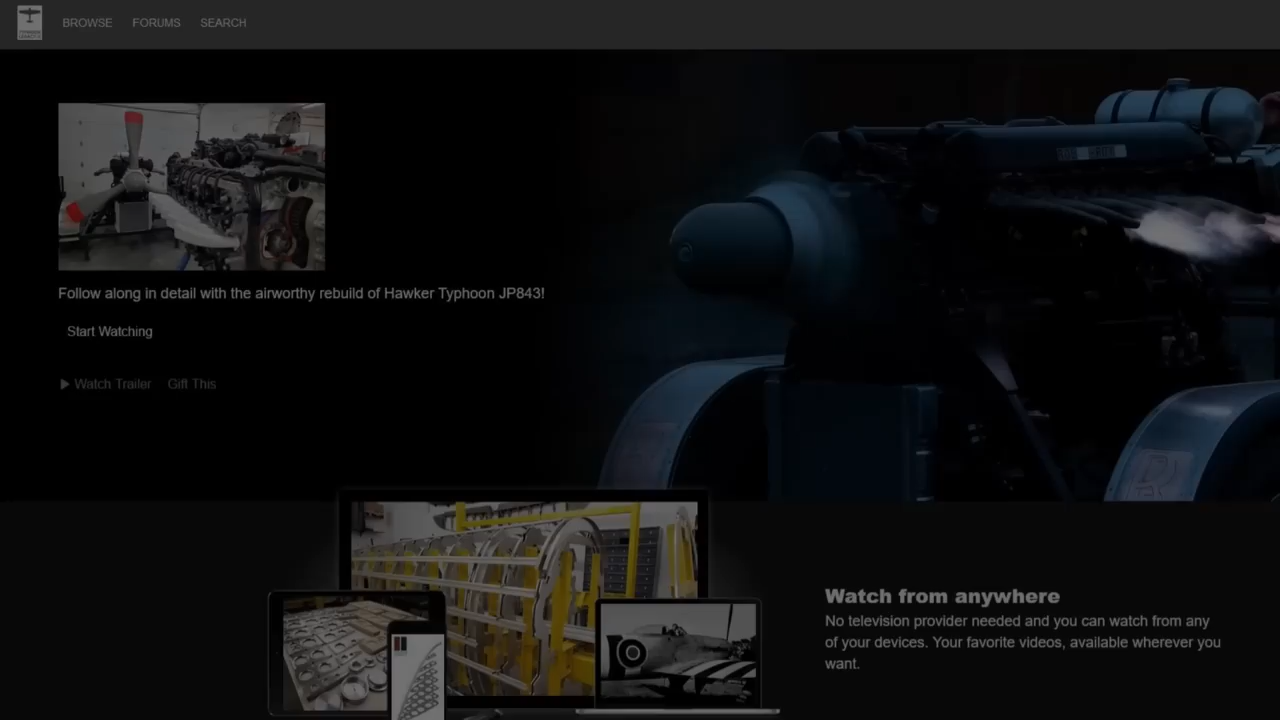 BROWSE FORUMS SEARCH
Follow along in detail with the airworthy rebuild of Hawker Typhoon JP843!
Start Watching
Watch Trailer Gift This
Watch from anywhere
No television provider needed and you can watch from any
of your devices. Your favorite videos, available wherever you
want.